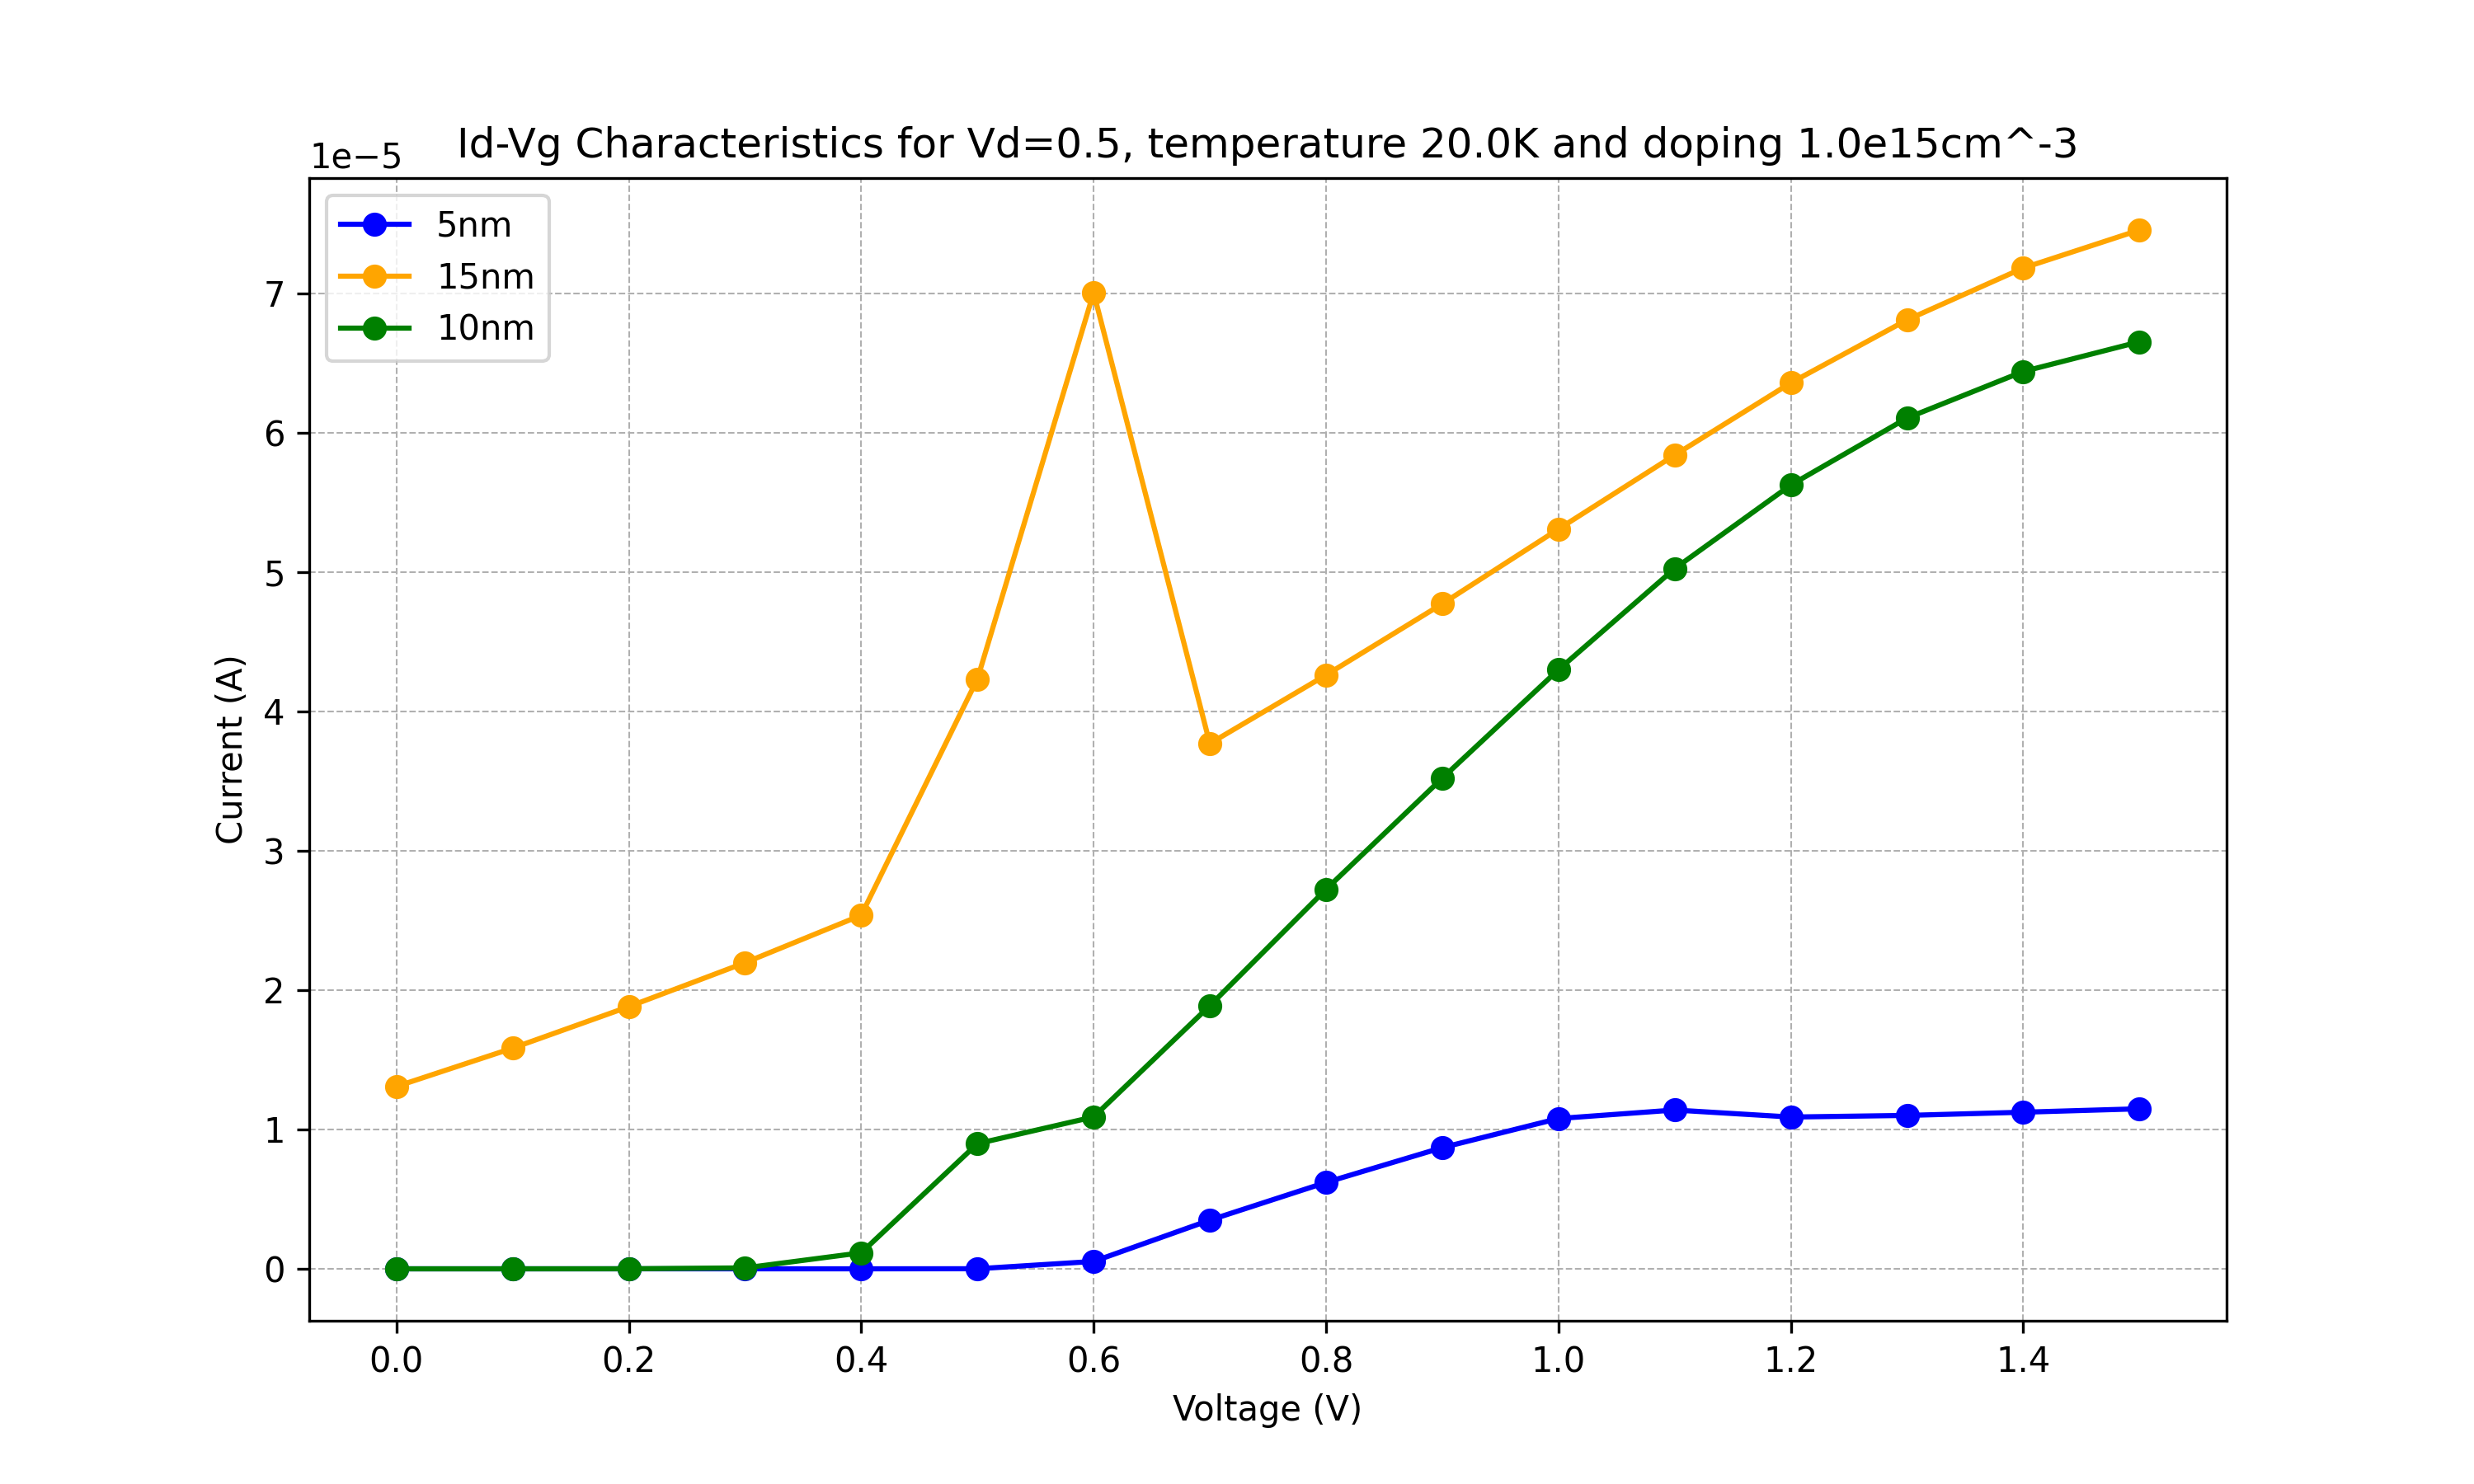 Id-Vg Characteristics for Vd=0.5, temperature 20.0K and doping 1.0e15cm^-3
1e−5
5nm
15nm
10nm
7
6
5
4
3
2
1
0
Current (A)
0.0 0.2 0.4 0.6 0.8 1.0 1.2 1.4
Voltage (V)